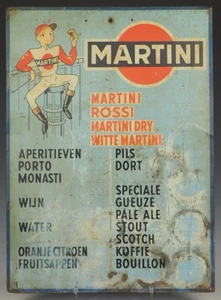 MARTINI
MARTINI
MARTINI
ROSSI
MARTINI DRY
WITTE MARTINI
APERITIEVEN
PORTO
MONASTI
WIJN
WATER
ORANJE CITROEN
FRUITSAPPEN
PILS
DORT
SPECIALE
GUEUZE
PALE ALE
STOUT
SCOTCH
KOFFIE
BOUILLON